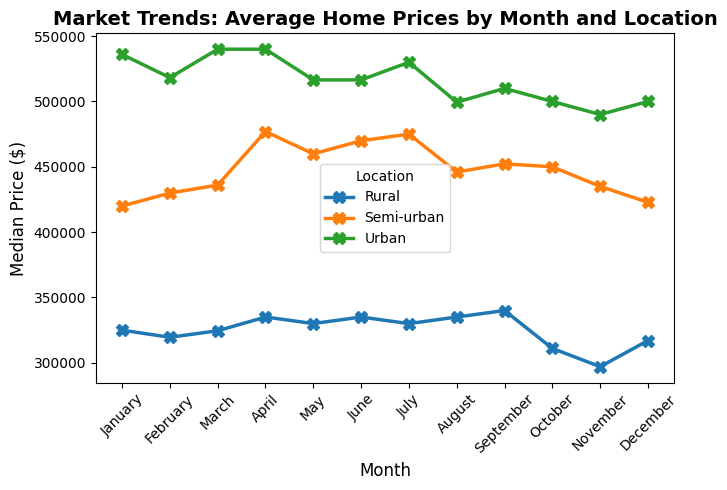 Market Trends: Average Home Prices by Month and Location
Median Price ($)
550000
500000
450000
400000
350000
300000
Location
Rural
Semi-urban
Urban
January
February
March
April
May
June
July
August
September
October
November
December
Month